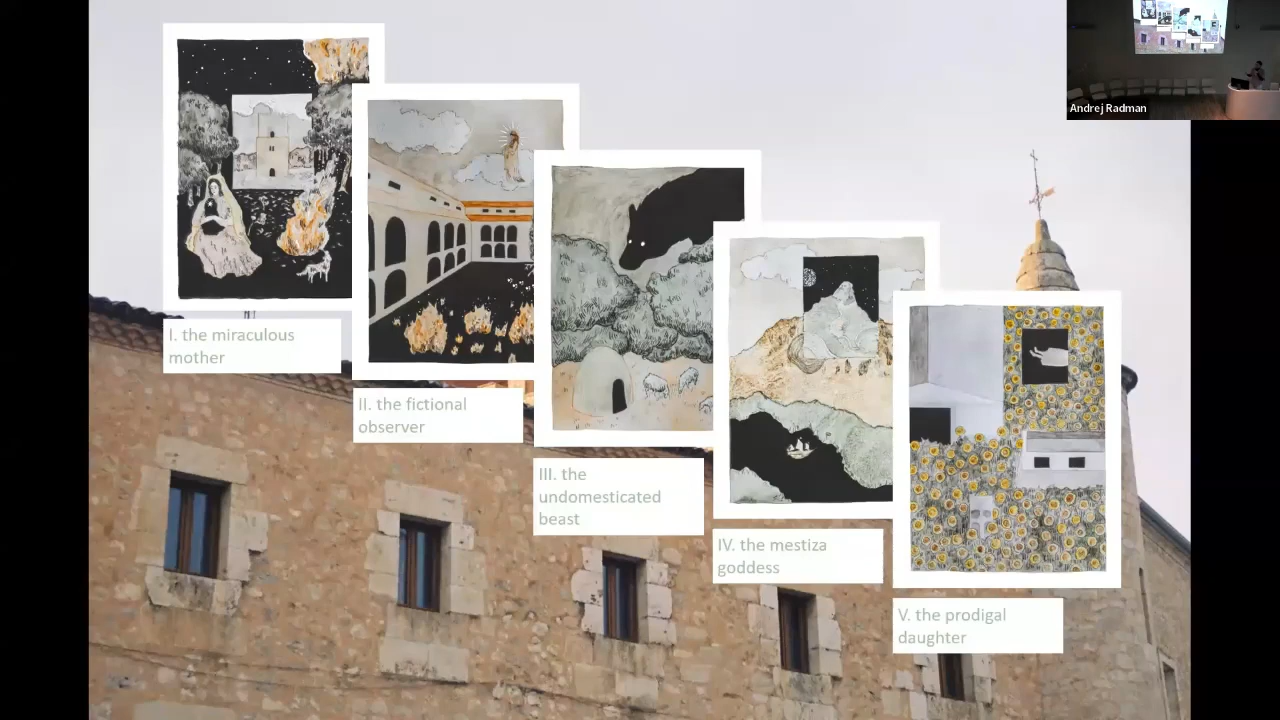 Andrej Radman
I. the miraculous
mother
II. the fictional
observer
III. the
undomesticated
beast
IV. the mestiza
goddess
V. the prodigal
daughter